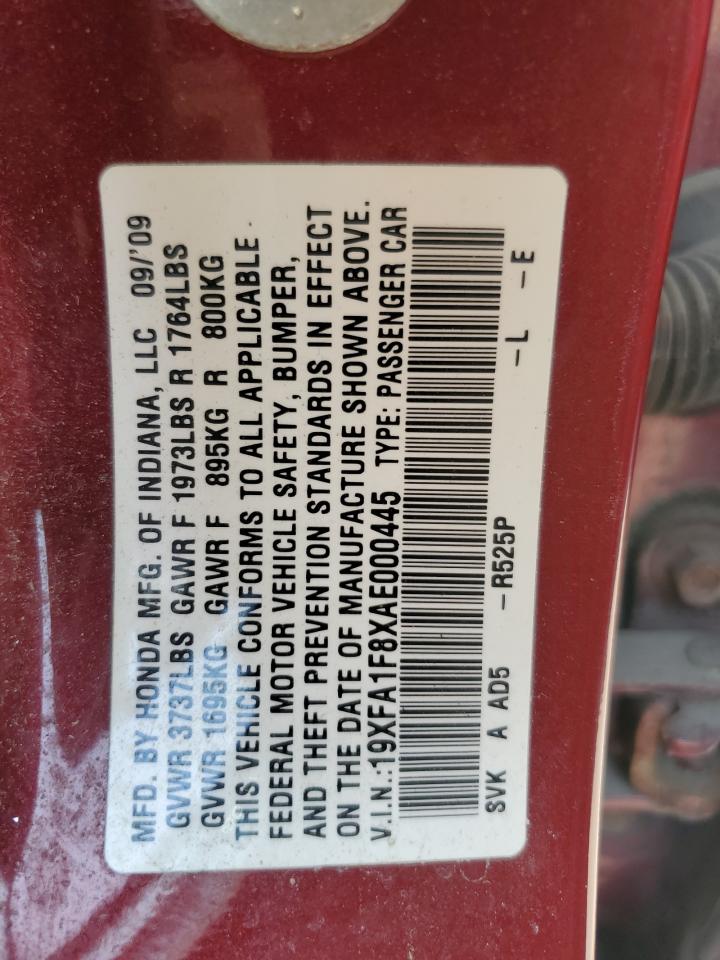 MFD. BY HONDA MFG. OF INDIANA, LLC 09/'09
GVWR 3737LBS GAWR F 1973LBS R 1764LBS
GVWR 1695KG GAWR F 895KG R 800KG
THIS VEHICLE CONFORMS TO ALL APPLICABLE
FEDERAL MOTOR VEHICLE SAFETY, BUMPER,
AND THEFT PREVENTION STANDARDS IN EFFECT
ON THE DATE OF MANUFACTURE SHOWN ABOVE.
V.I.N.:19XFA1F8XAE000445 TYPE: PASSENGER CAR
SVK A AD5 -R525P -L -E